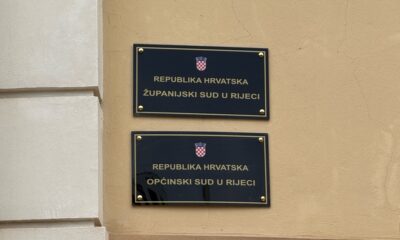 REPUBLIKA HRVATSKA
ŽUPANIJSKI SUD U RIJECI
REPUBLIKA HRVATSKA
OPĆINSKI SUD U RIJECI